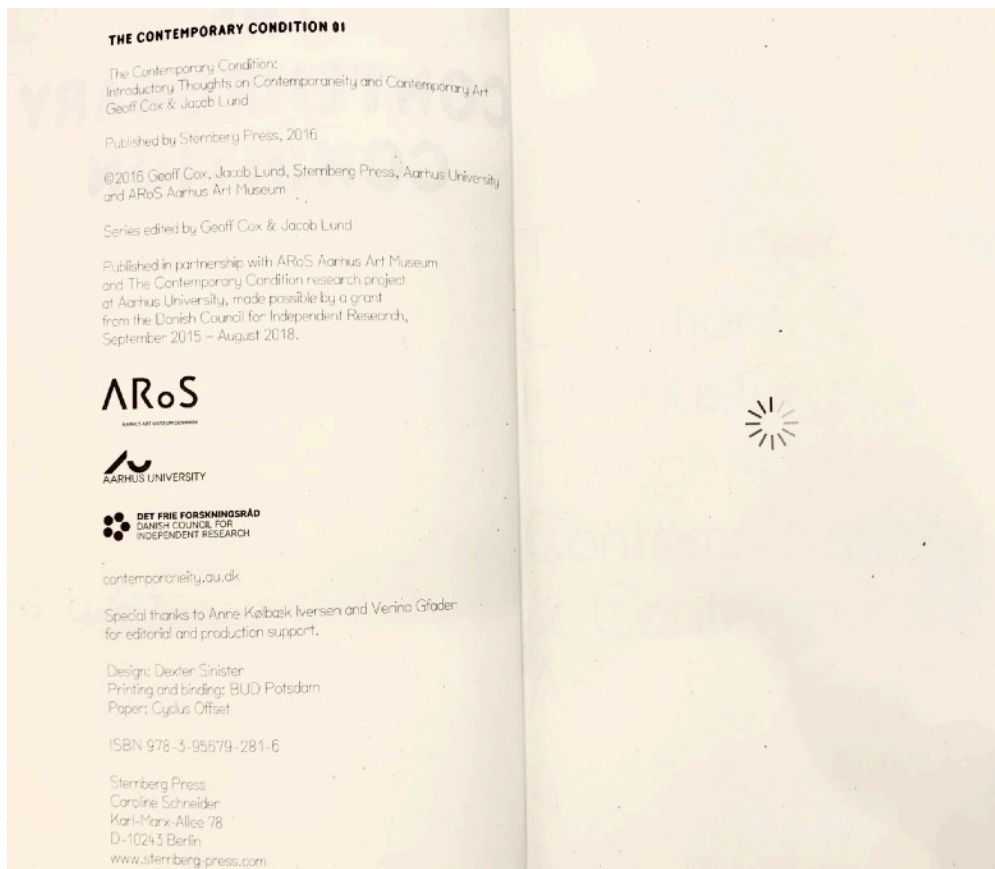 THE CONTEMPORARY CONDITION 01
The Contemporary Condition:
Introductory Thoughts on Contemporaneity and Contemporary Art
Geoff Cox & Jacob Lund
Published by Sternberg Press, 2016
©2016 Geoff Cox, Jacob Lund, Sternberg Press, Aarhus University
and ARoS Aarhus Art Museum
Series edited by Geoff Cox & Jacob Lund
Published in partnership with ARoS Aarhus Art Museum
and The Contemporary Condition research project
at Aarhus University, made possible by a grant
from the Danish Council for Independent Research,
September 2015 – August 2018.
ARoS
AARHUS ART MUSEUM DENMARK
AARHUS UNIVERSITY
DET FRIE FORSKNINGSRÅD
DANISH COUNCIL FOR
INDEPENDENT RESEARCH
contemporaneity.au.dk
Special thanks to Anne Kølbæk Iversen and Verina Gfader
for editorial and production support.
Design: Dexter Sinister
Printing and binding: BUD Potsdam
Paper: Cyclus Offset
ISBN 978-3-95679-281-6
Sternberg Press
Caroline Schneider
Karl-Marx-Allee 78
D-10243 Berlin
www.sternberg-press.com